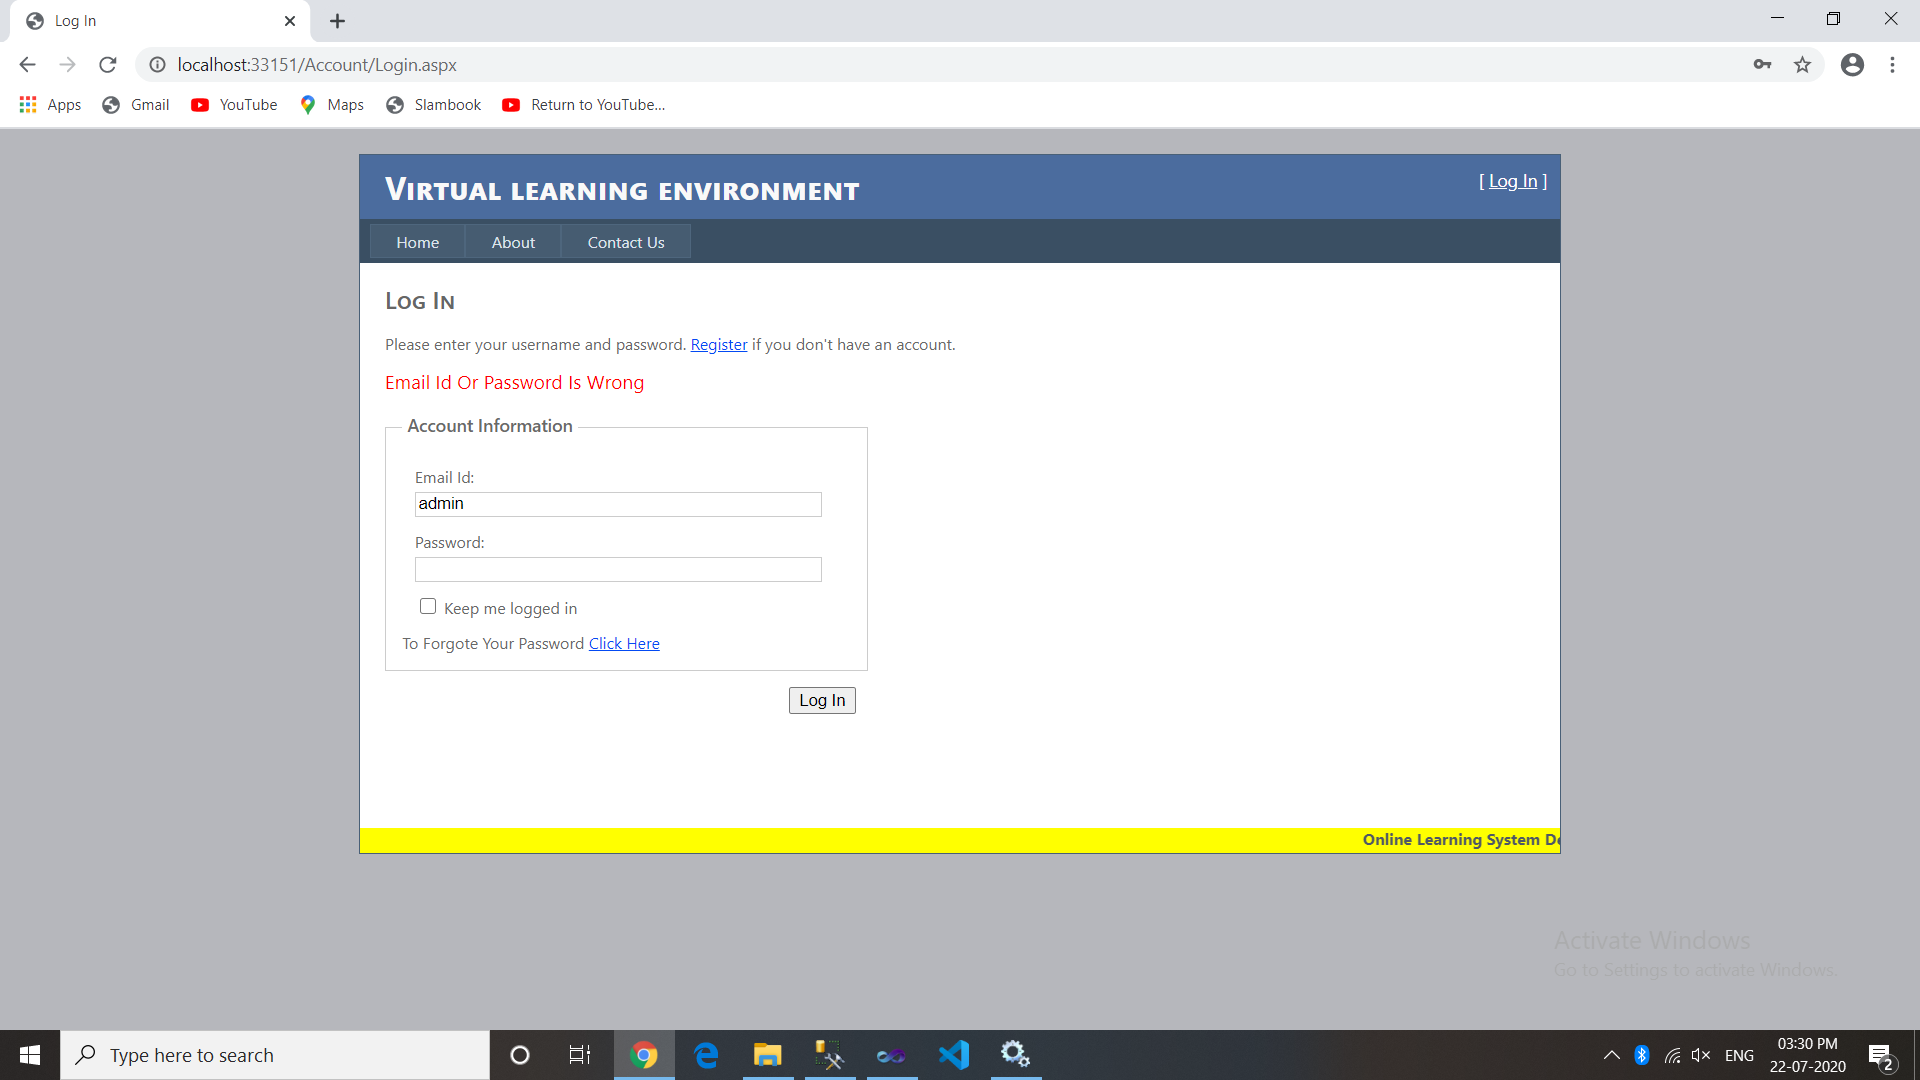 Log In
localhost:33151/Account/Login.aspx
Apps Gmail YouTube Maps Slambook Return to YouTube...
Virtual learning environment
[ Log In ]
Home About Contact Us
Log In
Please enter your username and password. Register if you don't have an account.
Email Id Or Password Is Wrong
Account Information
Email Id:
admin
Password:
Keep me logged in
To Forgote Your Password Click Here
Log In
Online Learning System
Activate Windows
Go to Settings to activate Windows.
Type here to search
ENG
03:30 PM
22-07-2020
2